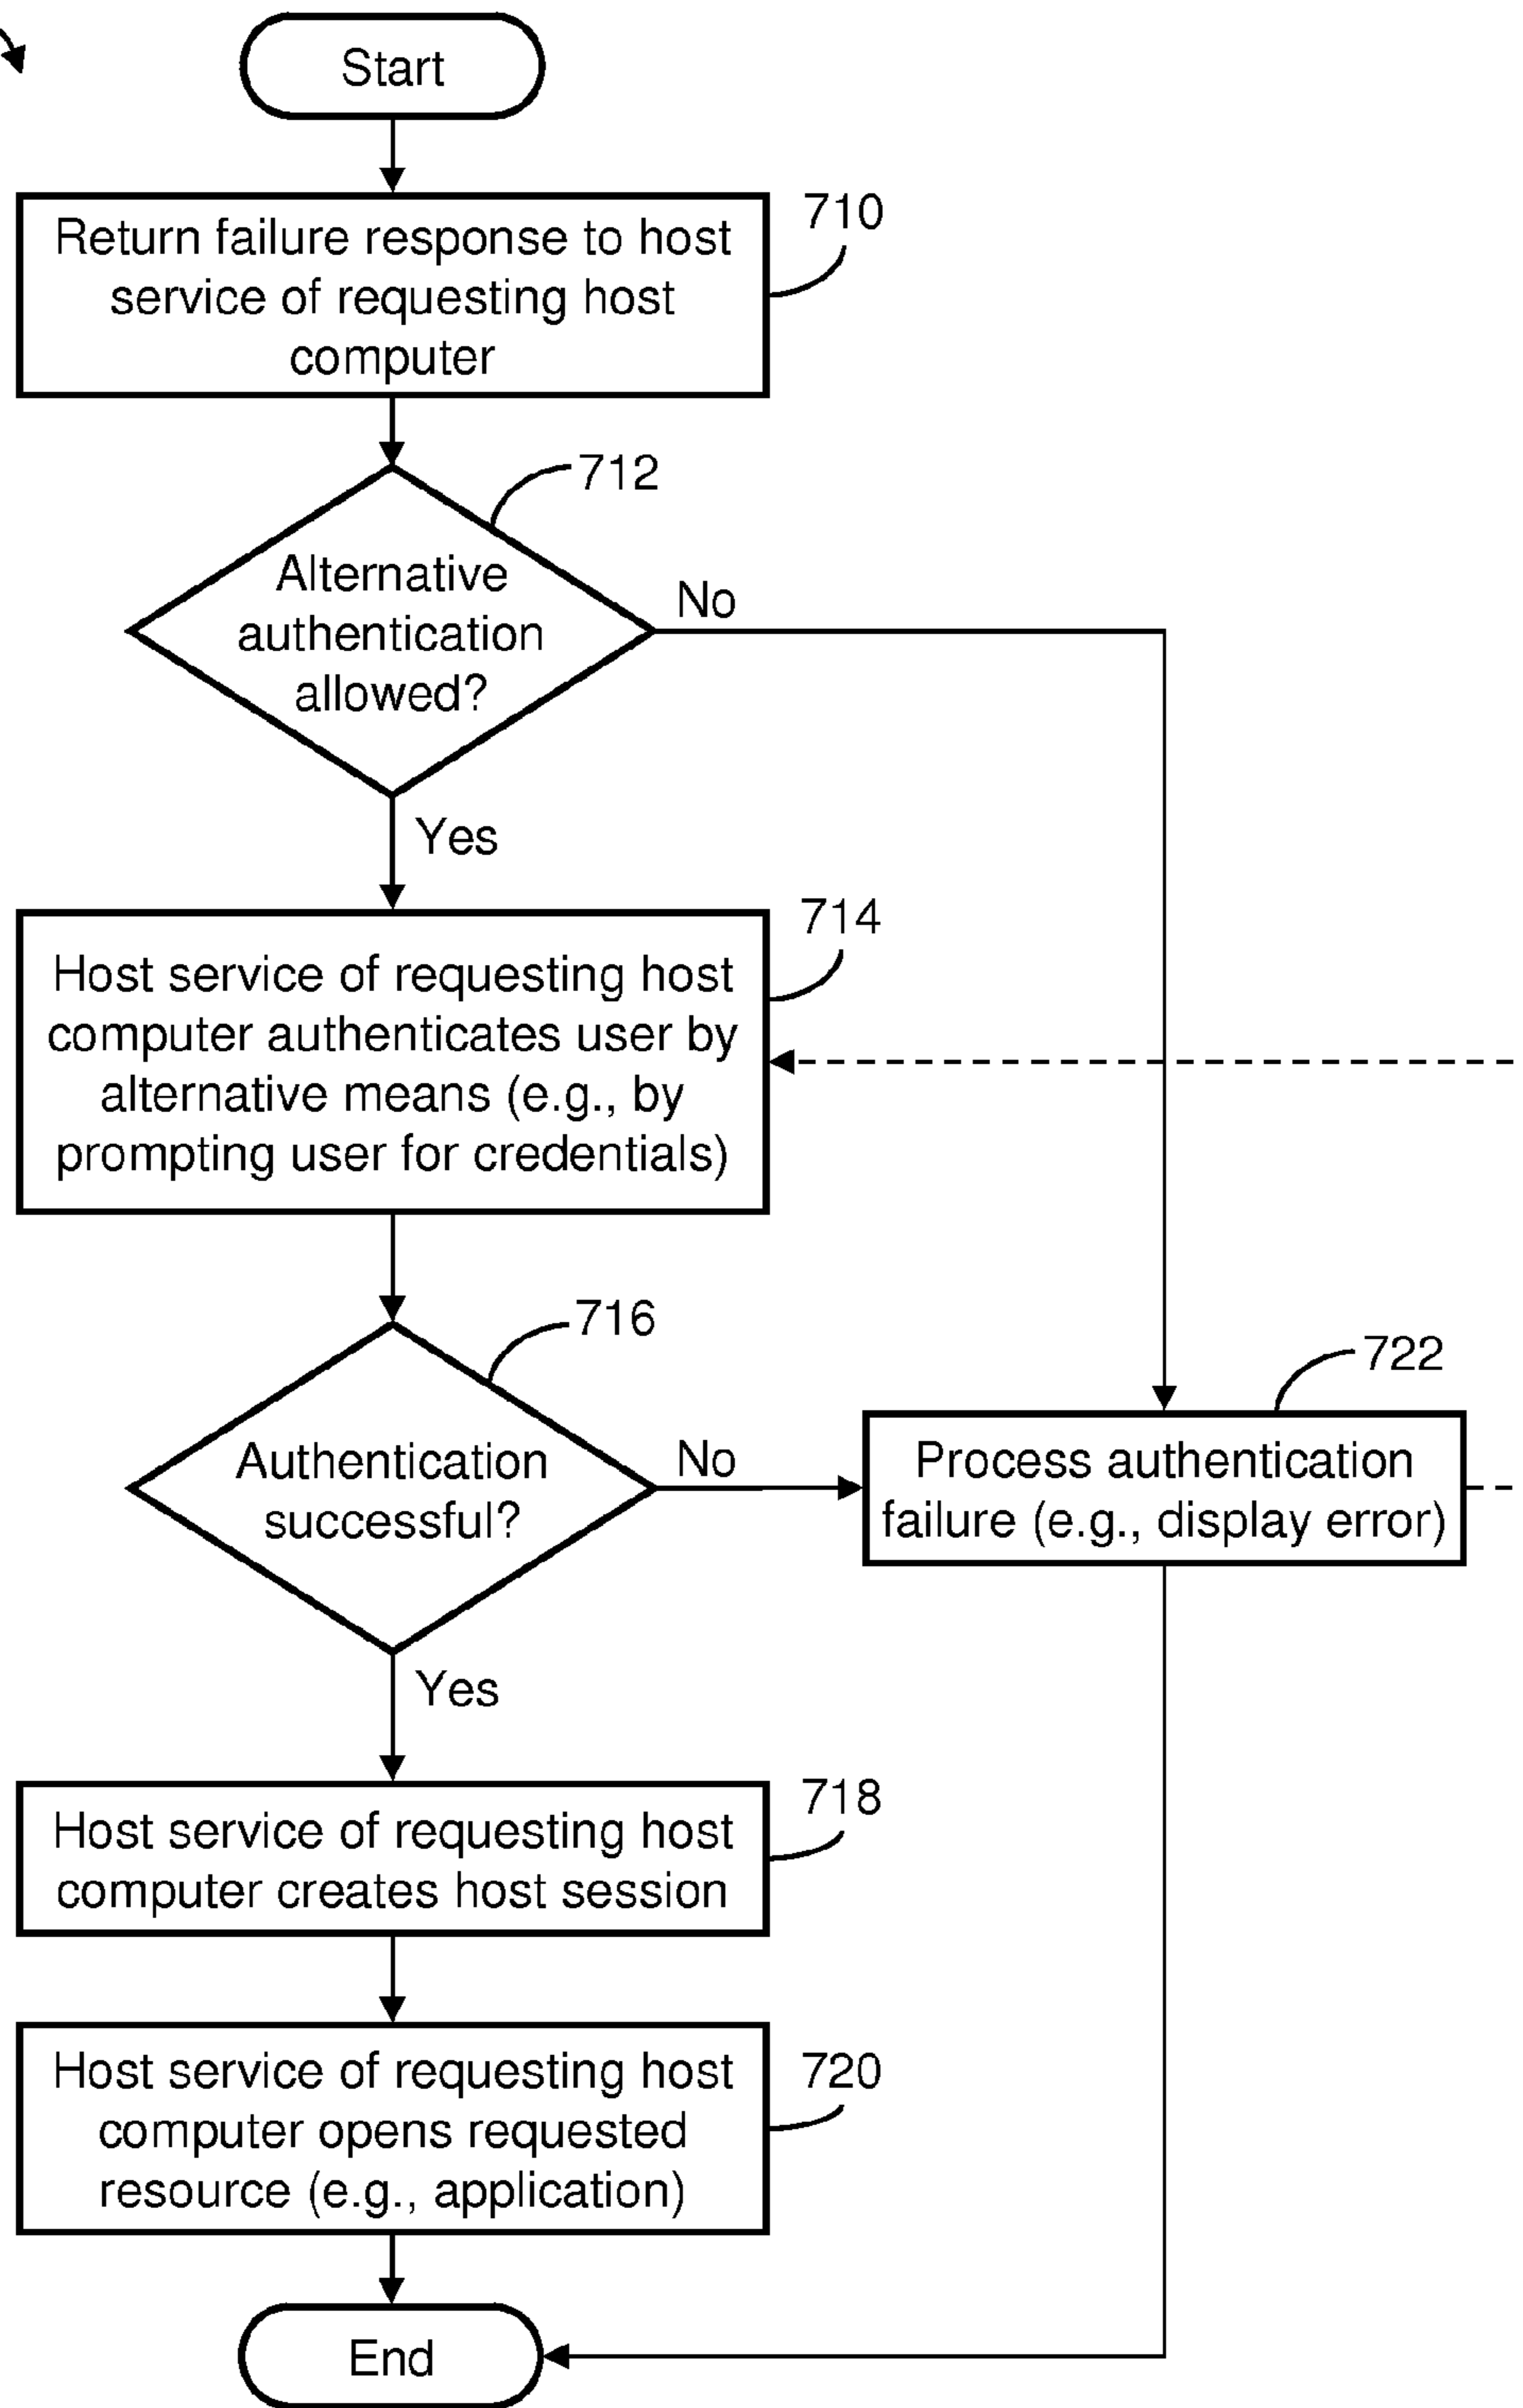 Start
Return failure response to host
service of requesting host
computer
710
712
Alternative
authentication
allowed?
No
Yes
714
Host service of requesting host
computer authenticates user by
alternative means (e.g., by
prompting user for credentials)
716
Authentication
successful?
No
722
Process authentication
failure (e.g., display error)
Yes
718
Host service of requesting host
computer creates host session
720
Host service of requesting host
computer opens requested
resource (e.g., application)
End